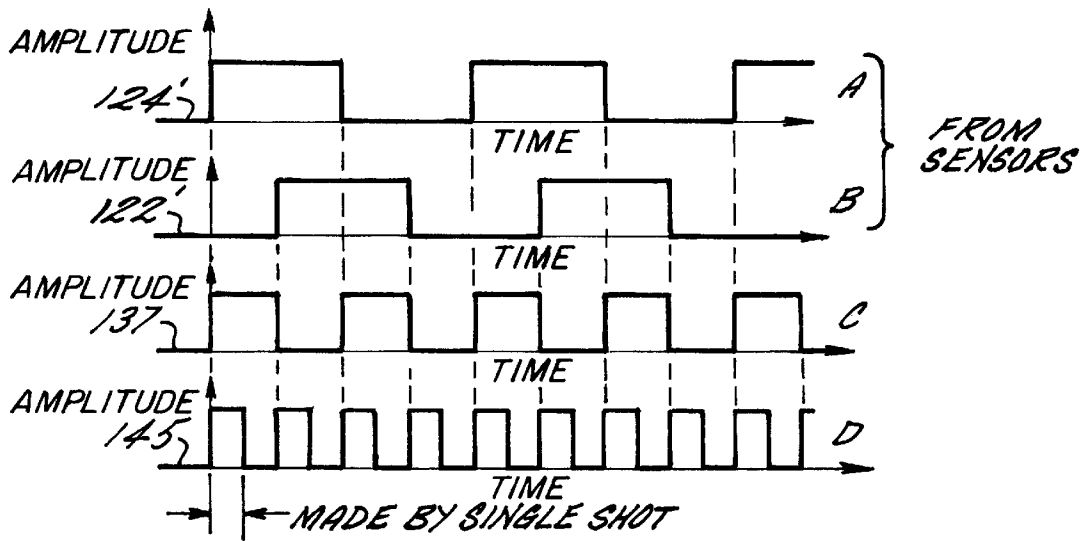 AMPLITUDE
124'
TIME
A
AMPLITUDE
122'
TIME
B
FROM
SENSORS
AMPLITUDE
137
TIME
C
AMPLITUDE
145
TIME
D
MADE BY SINGLE SHOT